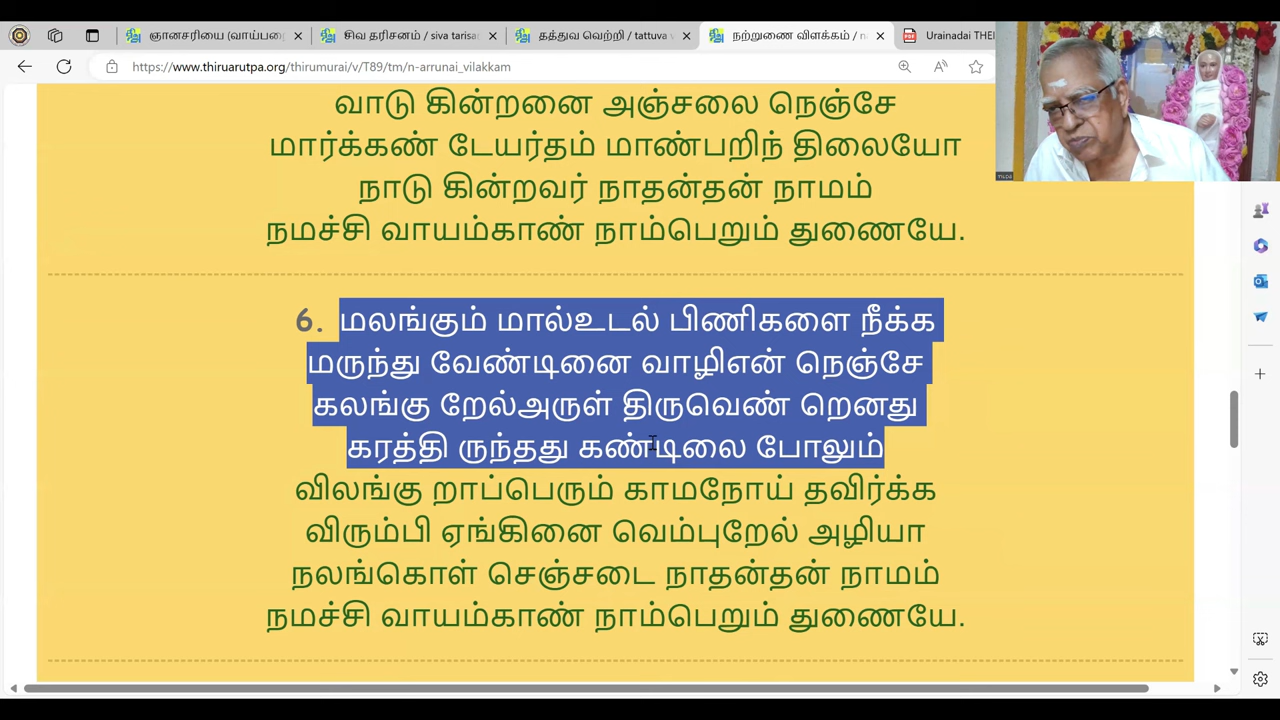 ஞானசரியை (வாய்பறை
சிவ தரிசனம் / siva tarisa
தத்துவ வெற்றி / tattuva v
நற்றுணை விளக்கம் / n
Urainadai THEI
https://www.thiruarutpa.org/thirumurai/v/T89/tm/n-arrunai_vilakkam
வாடு கின்றனை அஞ்சலை நெஞ்சே
மார்க்கண் டேயர்தம் மாண்பறிந் திலையோ
நாடு கின்றவர் நாதன்தன் நாமம்
நமச்சி வாயம்காண் நாம்பெறும் துணையே.
6. மலங்கும் மால்உடல் பிணிகளை நீக்க
மருந்து வேண்டினை வாழிஎன் நெஞ்சே
கலங்கு றேல்அருள் திருவெண் றெனது
கரத்தி ருந்தது கண்டிலை போலும்
விலங்கு றாப்பெரும் காமநோய் தவிர்க்க
விரும்பி ஏங்கினை வெம்புறேல் அழியா
நலங்கொள் செஞ்சடை நாதன்தன் நாமம்
நமச்சி வாயம்காண் நாம்பெறும் துணையே.